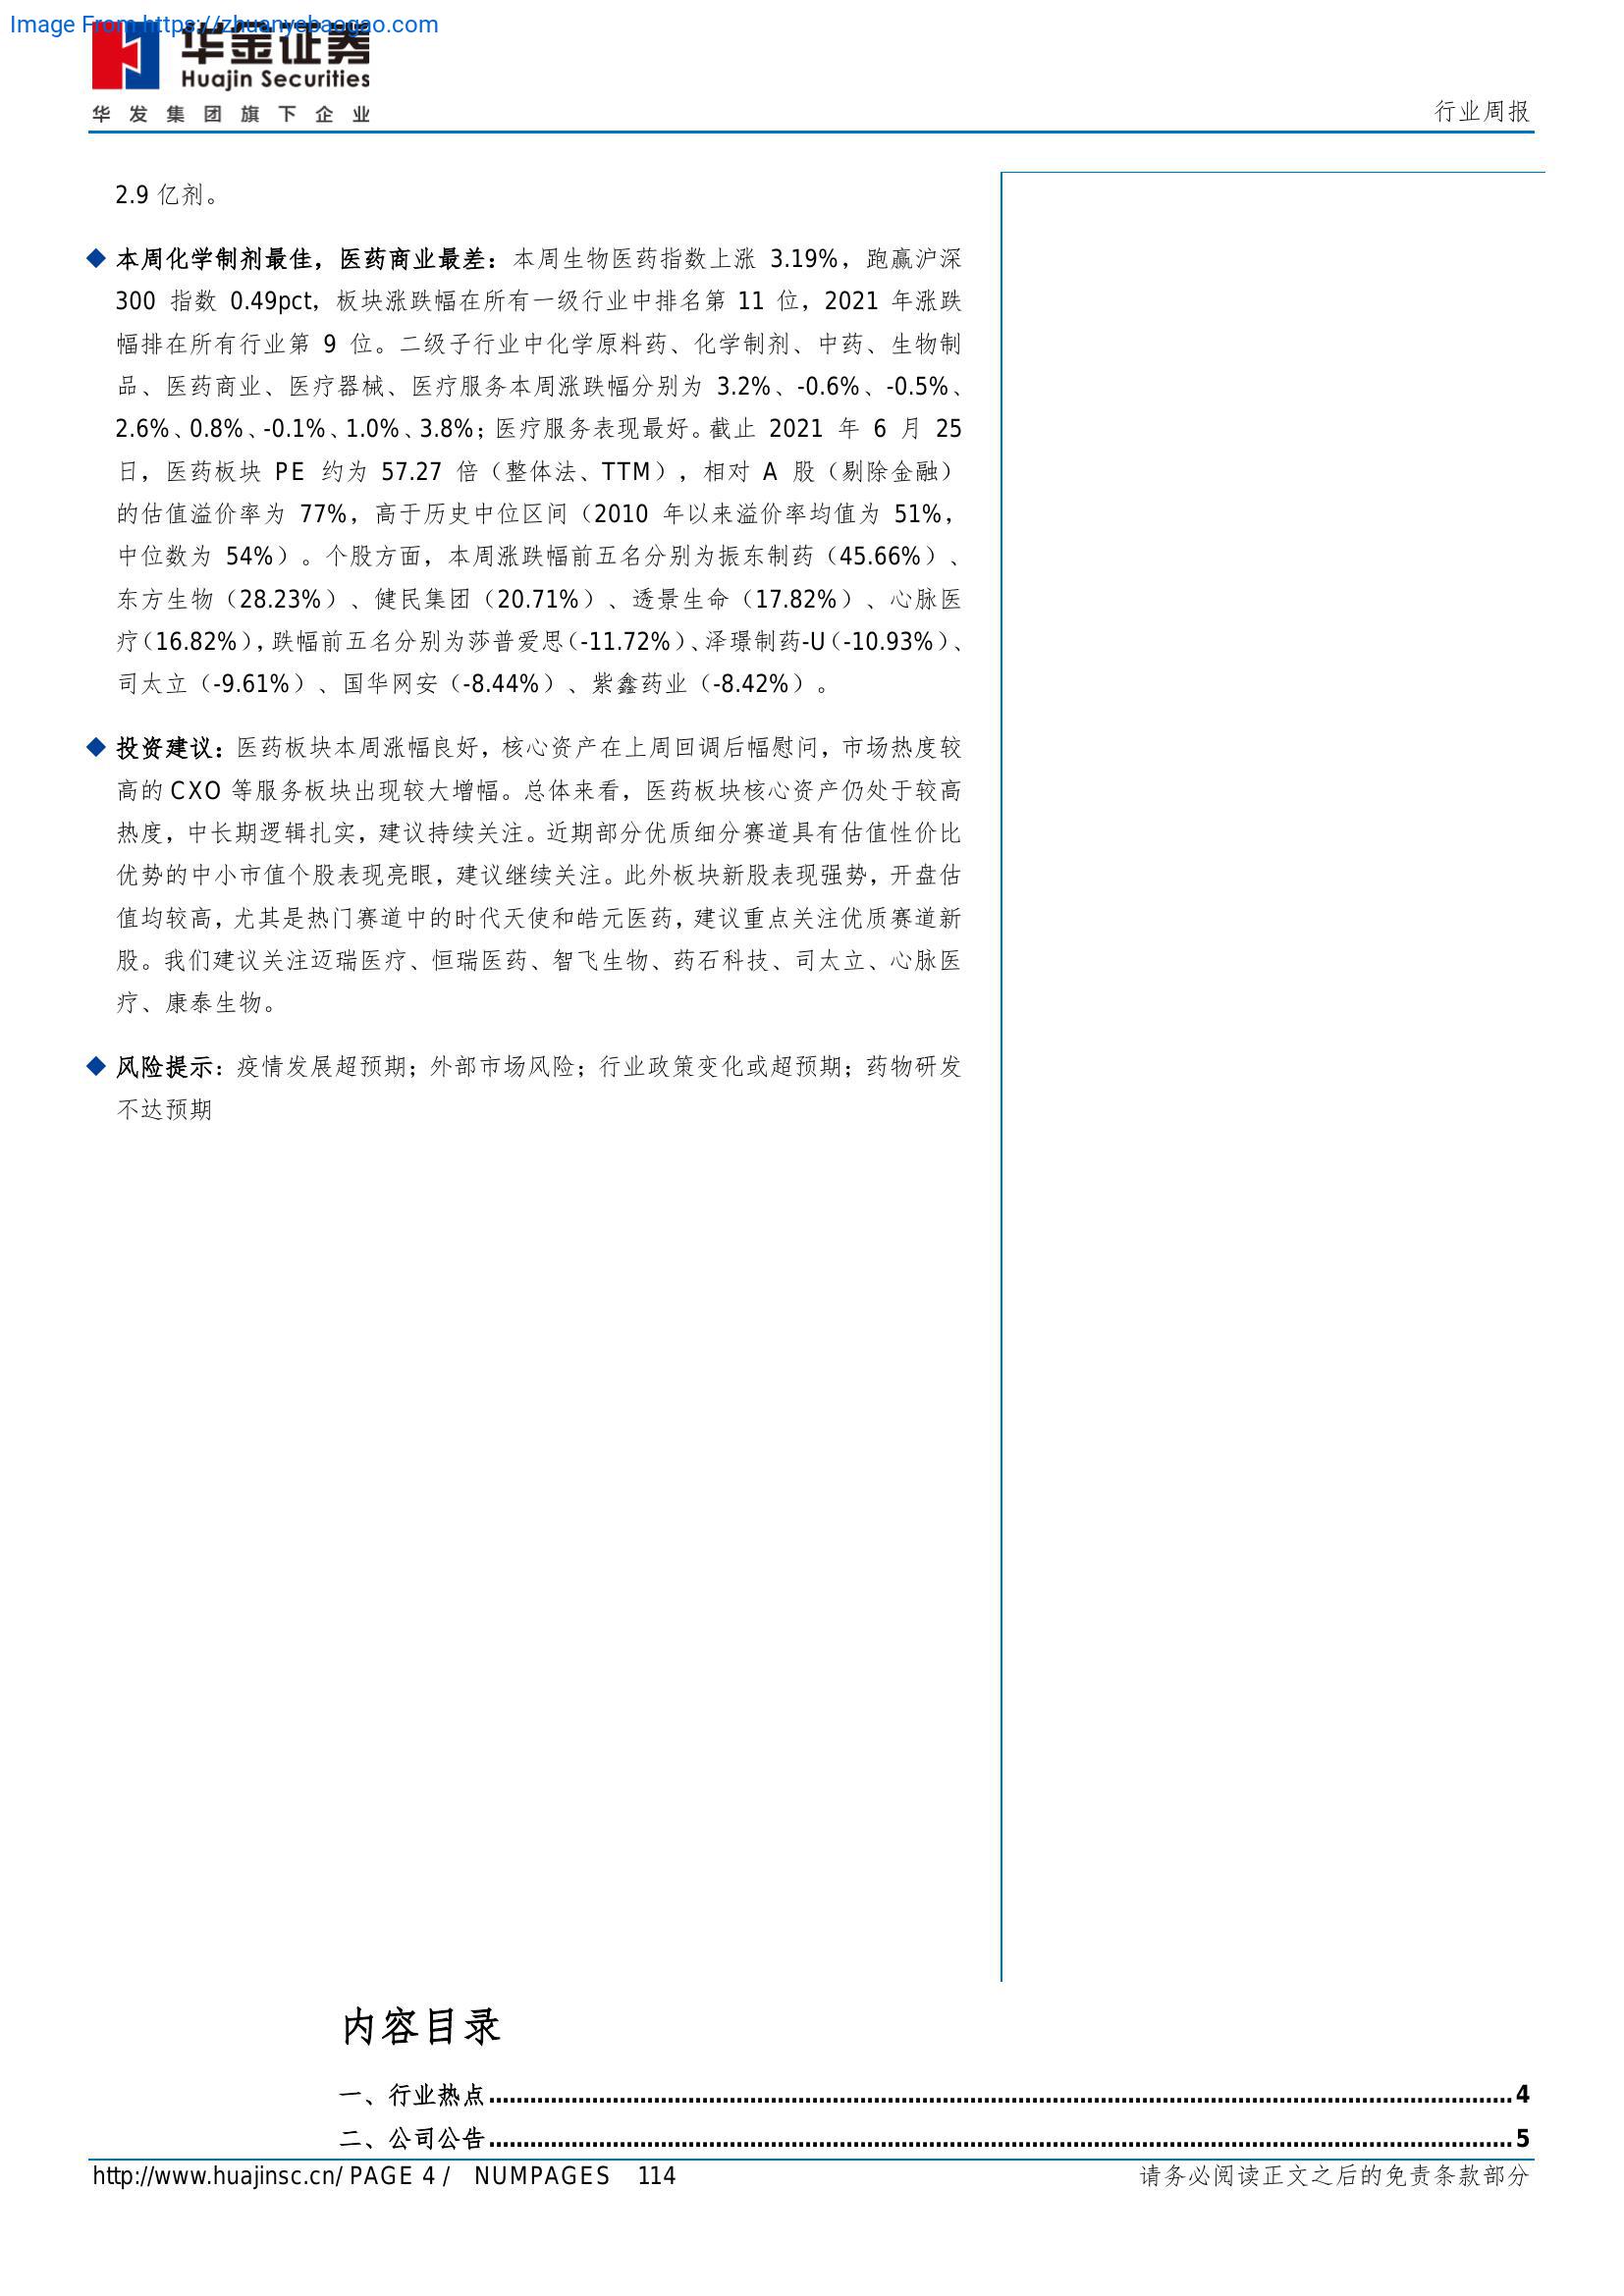 Image From https://zhuanyebaogao.com
华金证券
Huajin Securities
华发集团旗下企业
行业周报
2.9 亿剂。
◆ 本周化学制剂最佳，医药商业最差：本周生物医药指数上涨 3.19%，跑赢沪深
300 指数 0.49pct，板块涨跌幅在所有一级行业中排名第 11 位，2021 年涨跌
幅排在所有行业第 9 位。二级子行业中化学原料药、化学制剂、中药、生物制
品、医药商业、医疗器械、医疗服务本周涨跌幅分别为 3.2%、-0.6%、-0.5%、
2.6%、0.8%、-0.1%、1.0%、3.8%；医疗服务表现最好。截止 2021 年 6 月 25
日，医药板块 PE 约为 57.27 倍（整体法、TTM），相对 A 股（剔除金融）
的估值溢价率为 77%，高于历史中位区间（2010 年以来溢价率均值为 51%，
中位数为 54%）。个股方面，本周涨跌幅前五名分别为振东制药（45.66%）、
东方生物（28.23%）、健民集团（20.71%）、透景生命（17.82%）、心脉医
疗（16.82%），跌幅前五名分别为莎普爱思（-11.72%）、泽璟制药-U（-10.93%）、
司太立（-9.61%）、国华网安（-8.44%）、紫鑫药业（-8.42%）。
◆ 投资建议：医药板块本周涨幅良好，核心资产在上周回调后幅慰问，市场热度较
高的 CXO 等服务板块出现较大增幅。总体来看，医药板块核心资产仍处于较高
热度，中长期逻辑扎实，建议持续关注。近期部分优质细分赛道具有估值性价比
优势的中小市值个股表现亮眼，建议继续关注。此外板块新股表现强势，开盘估
值均较高，尤其是热门赛道中的时代天使和皓元医药，建议重点关注优质赛道新
股。我们建议关注迈瑞医疗、恒瑞医药、智飞生物、药石科技、司太立、心脉医
疗、康泰生物。
◆ 风险提示：疫情发展超预期；外部市场风险；行业政策变化或超预期；药物研发
不达预期
内容目录
一、行业热点........................................4
二、公司公告........................................5
http://www.huajinsc.cn/ PAGE 4 / NUMPAGES 114
请务必阅读正文之后的免责条款部分